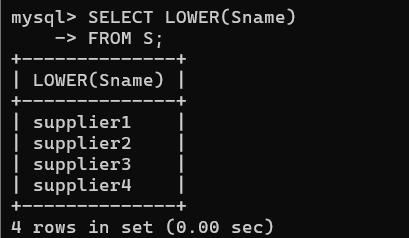 mysql> SELECT LOWER(Sname)
    -> FROM S;
+--------------+
| LOWER(Sname) |
+--------------+
| supplier1    |
| supplier2    |
| supplier3    |
| supplier4    |
+--------------+
4 rows in set (0.00 sec)